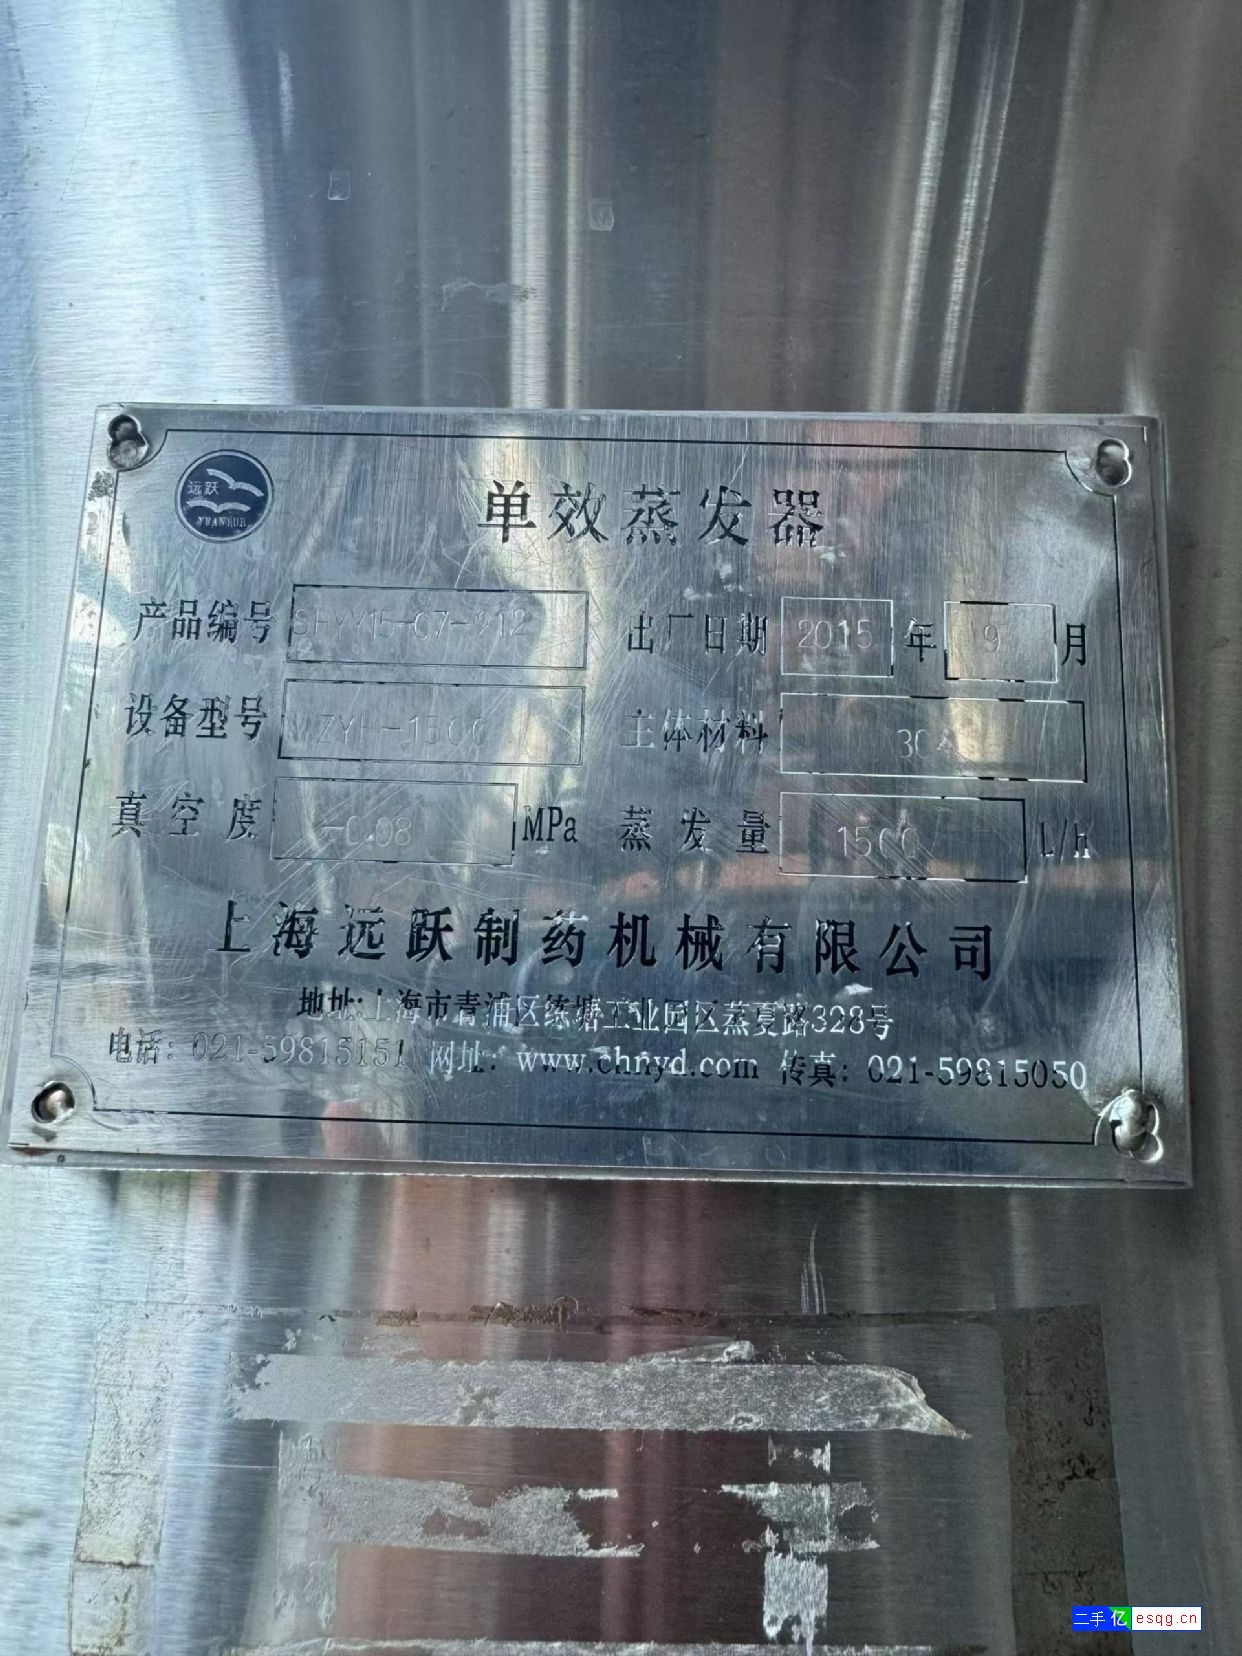 远跃
单效蒸发器
产品编号 SHYY15-07-212 出厂日期 2015 年 9 月
设备型号 WZYH-1500 主体材料 304
真空度 -0.08 MPa 蒸发量 1500 L/h
上海远跃制药机械有限公司
地址:上海市青浦区练塘工业园区蒸夏路328号
电话: 021-59815151 网址: www.chnyd.com 传真: 021-59815050
二手亿 esqg.cn